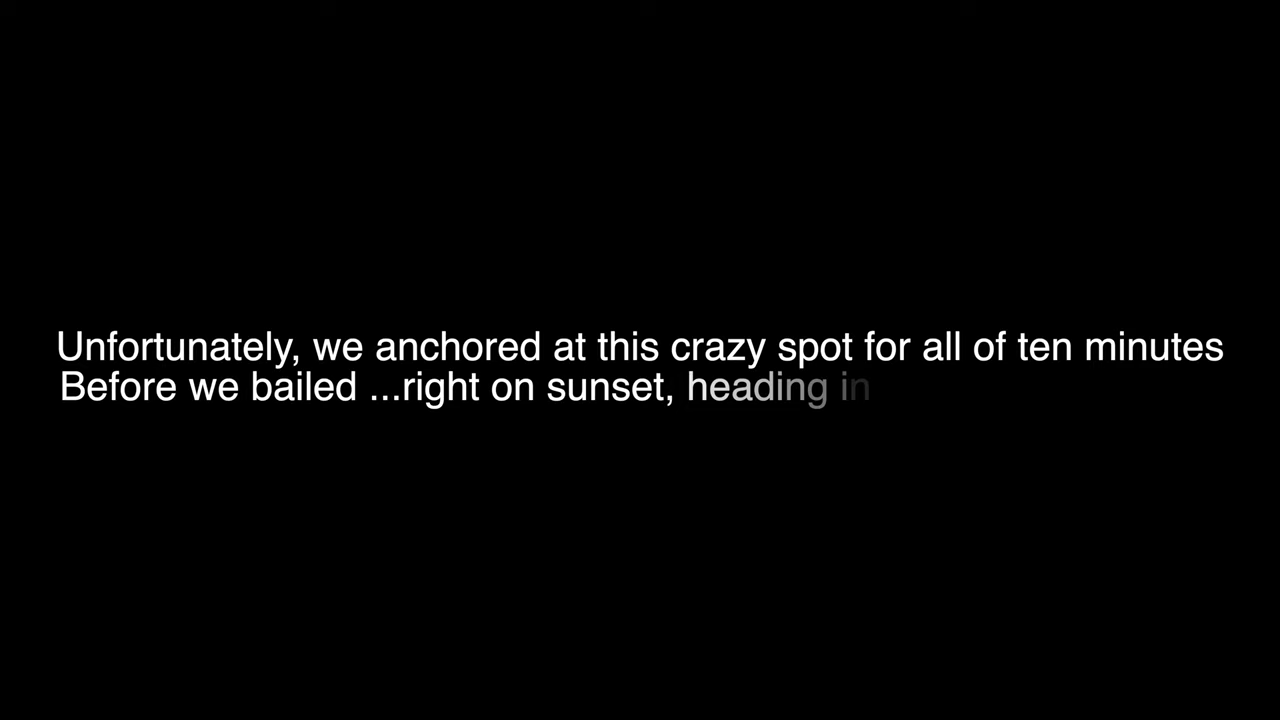 Unfortunately, we anchored at this crazy spot for all of ten minutes
Before we bailed ...right on sunset, heading in